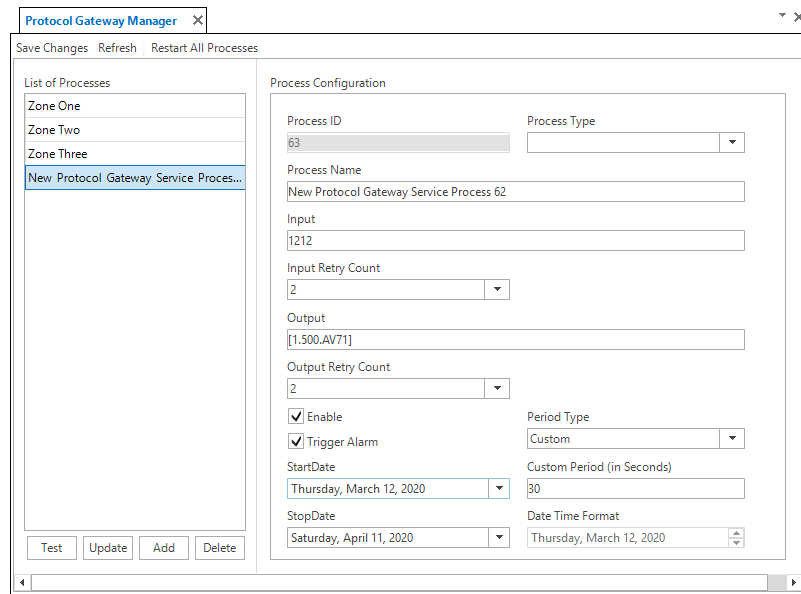 Protocol Gateway Manager
Save Changes Refresh Restart All Processes
List of Processes
Zone One
Zone Two
Zone Three
New Protocol Gateway Service Proces...
Test Update Add Delete
Process Configuration
Process ID
63
Process Type
Process Name
New Protocol Gateway Service Process 62
Input
1212
Input Retry Count
2
Output
[1.500.AV71]
Output Retry Count
2
Enable
Trigger Alarm
Period Type
Custom
StartDate
Thursday, March 12, 2020
Custom Period (in Seconds)
30
StopDate
Saturday, April 11, 2020
Date Time Format
Thursday, March 12, 2020